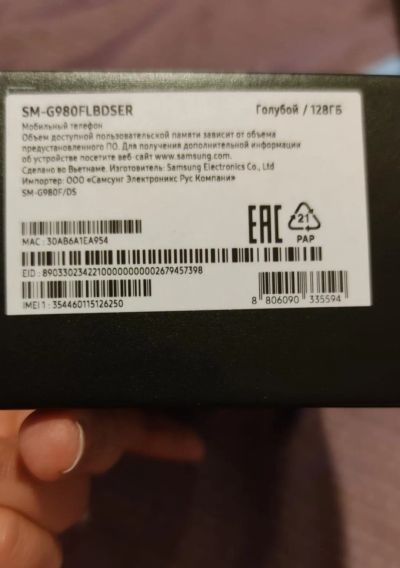 SM-G980FLBDSER
Голубой / 128ГБ
Мобильный телефон
Объем доступной пользовательской памяти зависит от объема
предустановленного ПО. Для получения дополнительной информации
об устройстве посетите веб-сайт www.samsung.com.
Сделано во Вьетнаме. Изготовитель: Samsung Electronics Co., Ltd
Импортер: ООО «Самсунг Электроникс Рус Компани»
SM-G980F/DS
EAC
21
PAP
MAC : 30AB6A1EA954
EID : 89033023422100000000002679457398
IMEI 1 : 354460115126250
8 806090 335594